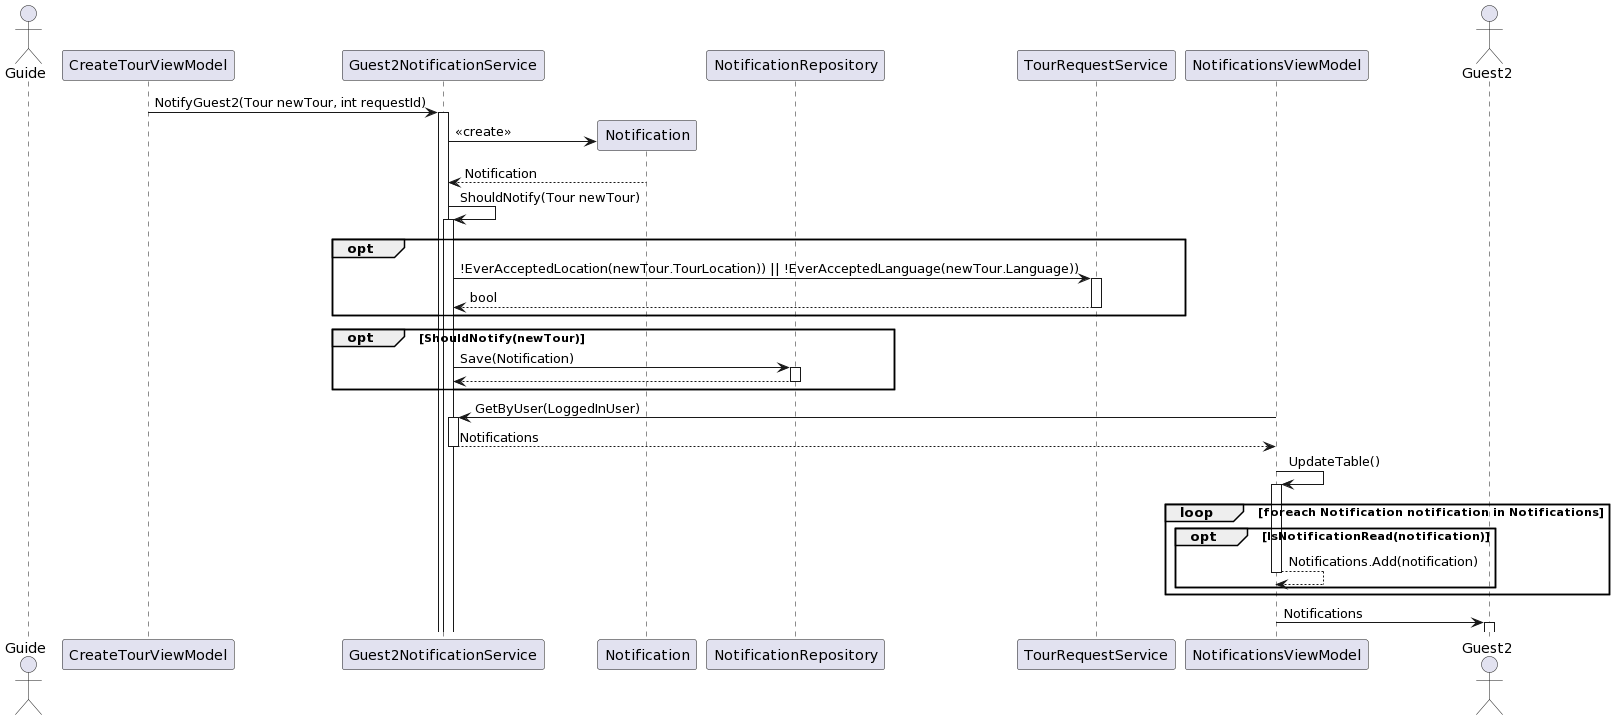 Guide
Guest2
CreateTourViewModel
Guest2NotificationService
NotificationRepository
TourRequestService
NotificationsViewModel
NotifyGuest2(Tour newTour, int requestId)
«create»
Notification
Notification
ShouldNotify(Tour newTour)
opt
!EverAcceptedLocation(newTour.TourLocation)) || !EverAcceptedLanguage(newTour.Language))
bool
opt [ShouldNotify(newTour)]
Save(Notification)
GetByUser(LoggedInUser)
Notifications
UpdateTable()
loop [foreach Notification notification in Notifications]
opt [IsNotificationRead(notification)]
Notifications.Add(notification)
Notifications
Guide
CreateTourViewModel
Guest2NotificationService
Notification
NotificationRepository
TourRequestService
NotificationsViewModel
Guest2